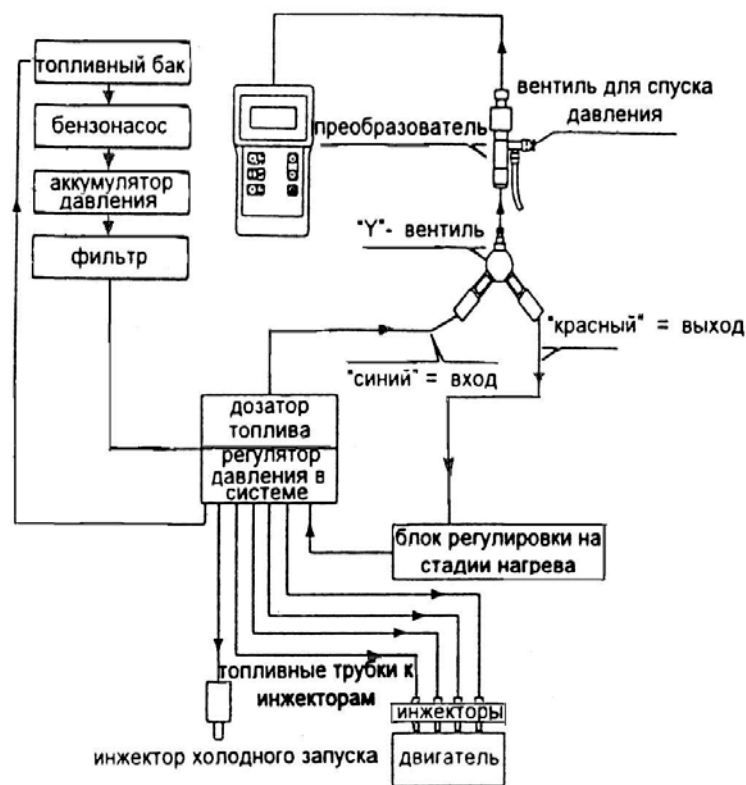 топливный бак
бензонасос
аккумулятор
давления
фильтр
преобразователь
вентиль для спуска
давления
"Y"- вентиль
"красный" = выход
"синий" = вход
дозатор
топлива
регулятор
давления в
системе
блок регулировки на
стадии нагрева
топливные трубки к
инжекторам
инжекторы
двигатель
инжектор холодного запуска